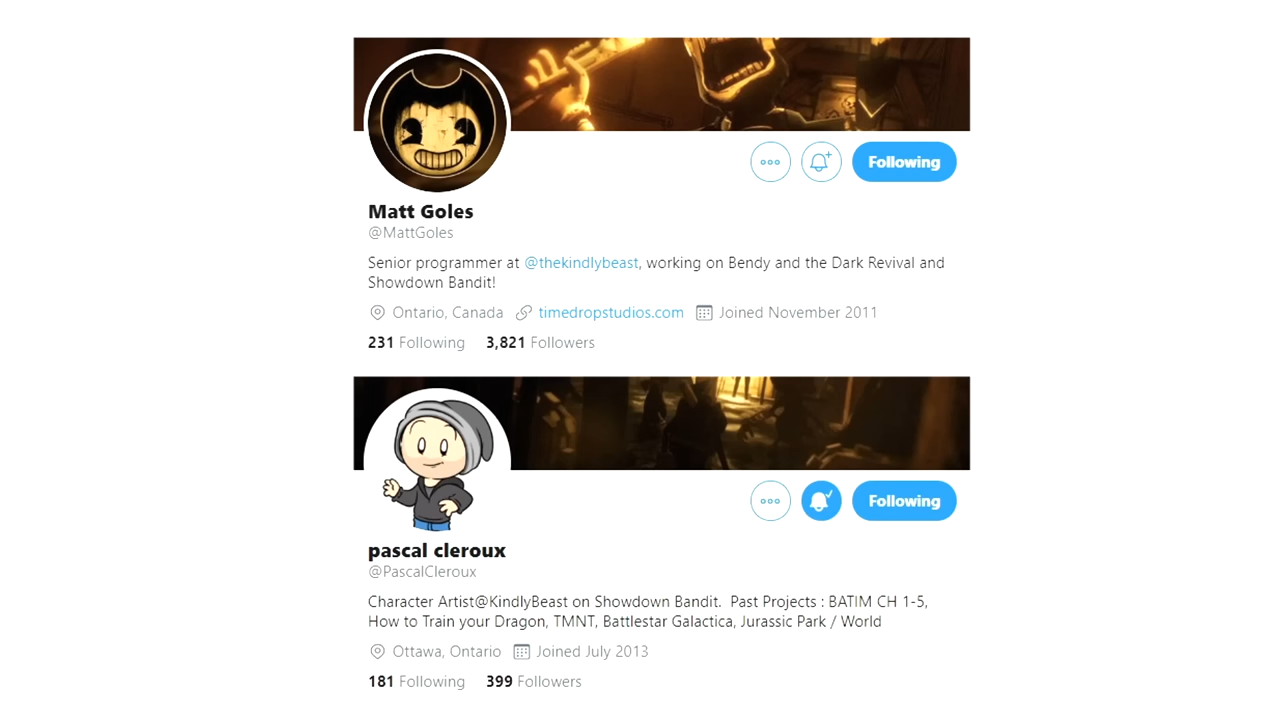 Following
Matt Goles
@MattGoles
Senior programmer at @thekindlybeast, working on Bendy and the Dark Revival and
Showdown Bandit!
Ontario, Canada timedropstudios.com Joined November 2011
231 Following 3,821 Followers
Following
pascal cleroux
@PascalCleroux
Character Artist@KindlyBeast on Showdown Bandit.  Past Projects : BATIM CH 1-5,
How to Train your Dragon, TMNT, Battlestar Galactica, Jurassic Park / World
Ottawa, Ontario Joined July 2013
181 Following 399 Followers